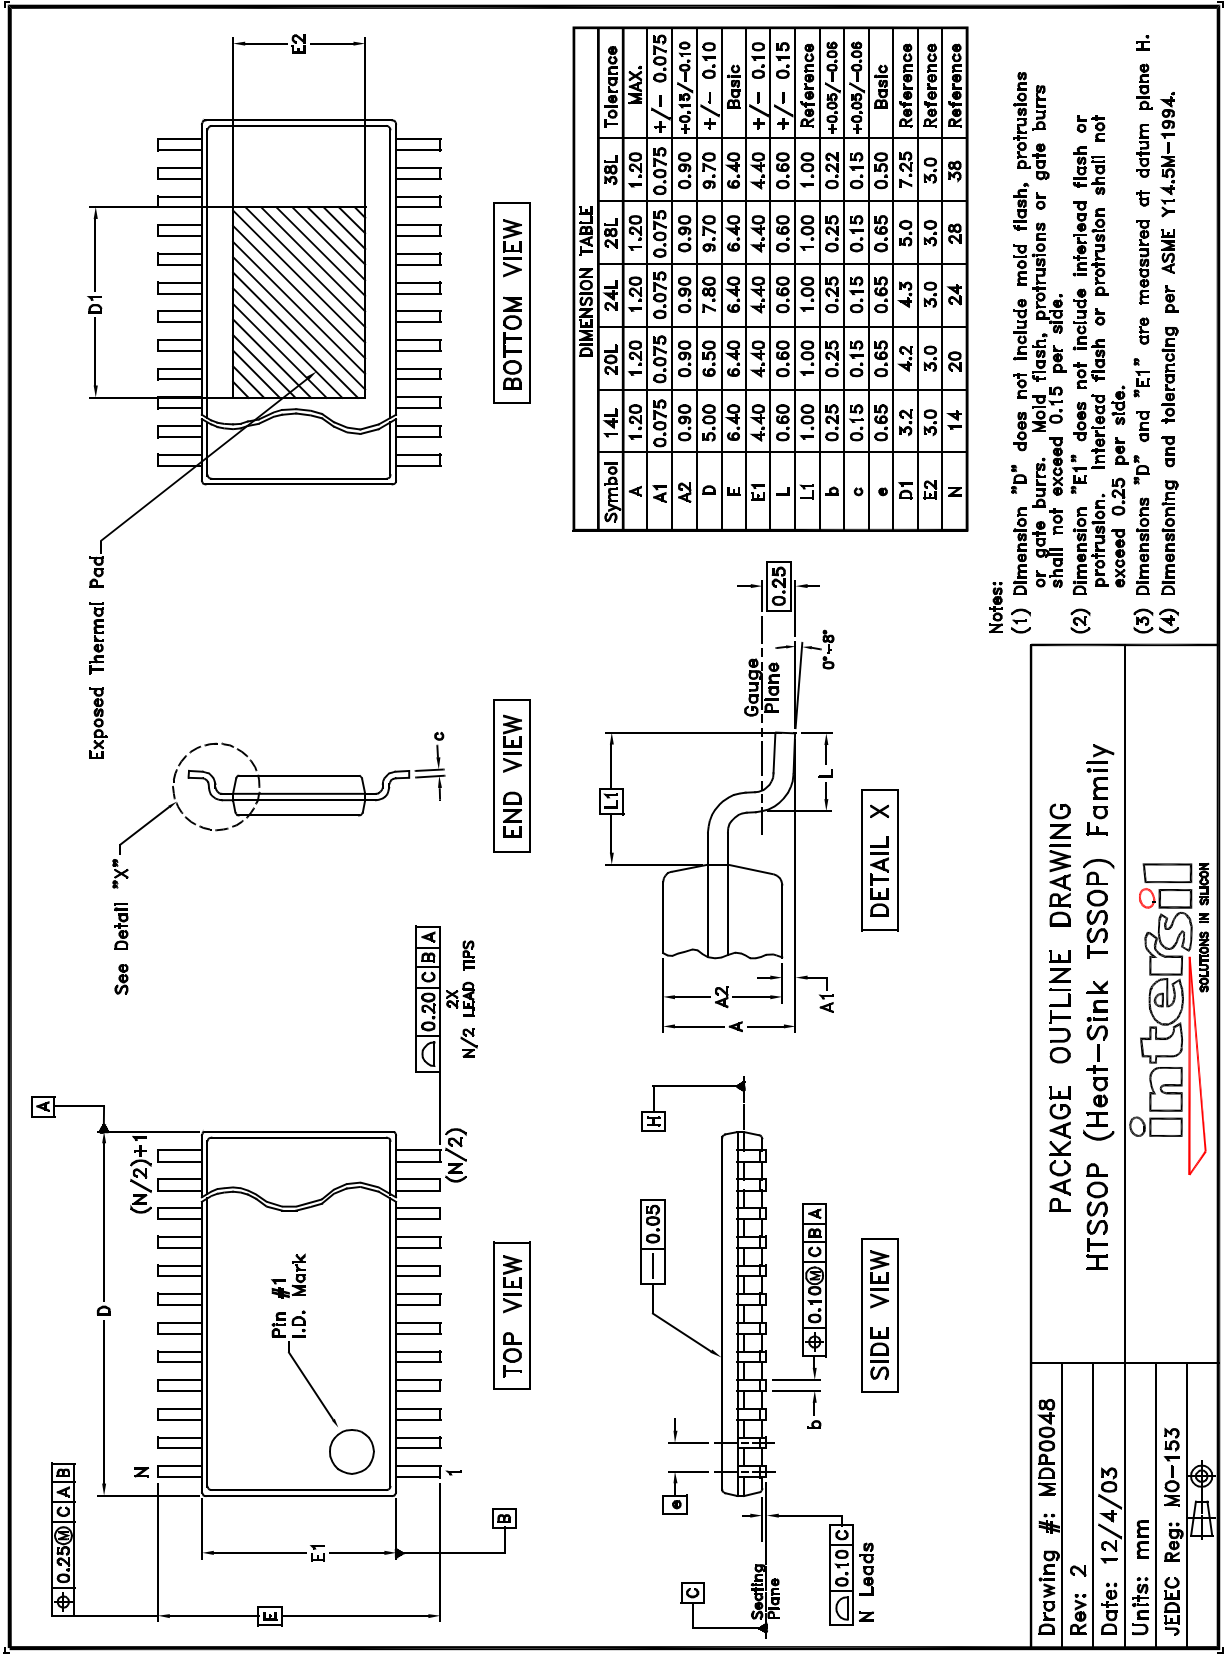 A
D
(N/2)+1
N
⌖ 0.25Ⓜ C A B
E
E1
B
Pin #1
I.D. Mark
1
(N/2)
⌓ 0.20 C B A
2X
N/2 LEAD TIPS
TOP VIEW
See Detail "X"
c
END VIEW
Exposed Thermal Pad
D1
E2
BOTTOM VIEW
C
Seating
Plane
⌓ 0.10 C
N Leads
e
b
⌖ 0.10Ⓜ C B A
⏤ 0.05
H
SIDE VIEW
A
A2
A1
L1
L
Gauge
Plane
0.25
0°-8°
DETAIL X
DIMENSION TABLE
Symbol 14L 20L 24L 28L 38L Tolerance
A 1.20 1.20 1.20 1.20 1.20 MAX.
A1 0.075 0.075 0.075 0.075 0.075 +/- 0.075
A2 0.90 0.90 0.90 0.90 0.90 +0.15/-0.10
D 5.00 6.50 7.80 9.70 9.70 +/- 0.10
E 6.40 6.40 6.40 6.40 6.40 Basic
E1 4.40 4.40 4.40 4.40 4.40 +/- 0.10
L 0.60 0.60 0.60 0.60 0.60 +/- 0.15
L1 1.00 1.00 1.00 1.00 1.00 Reference
b 0.25 0.25 0.25 0.25 0.22 +0.05/-0.06
c 0.15 0.15 0.15 0.15 0.15 +0.05/-0.06
e 0.65 0.65 0.65 0.65 0.50 Basic
D1 3.2 4.2 4.3 5.0 7.25 Reference
E2 3.0 3.0 3.0 3.0 3.0 Reference
N 14 20 24 28 38 Reference
Notes:
(1) Dimension "D" does not include mold flash, protrusions
or gate burrs. Mold flash, protrusions or gate burrs
shall not exceed 0.15 per side.
(2) Dimension "E1" does not include interlead flash or
protrusion. Interlead flash or protrusion shall not
exceed 0.25 per side.
(3) Dimensions "D" and "E1" are measured at datum plane H.
(4) Dimensioning and tolerancing per ASME Y14.5M-1994.
Drawing #: MDP0048
Rev: 2
Date: 12/4/03
Units: mm
JEDEC Reg: MO-153
PACKAGE OUTLINE DRAWING
HTSSOP (Heat-Sink TSSOP) Family
intersil
SOLUTIONS IN SILICON